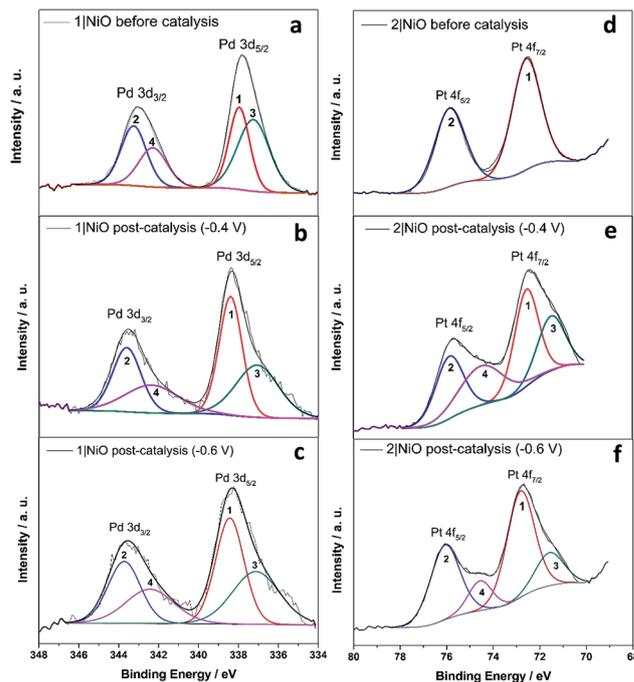 1|NiO before catalysis
a
Pd 3d5/2
Pd 3d3/2
1
2
3
4
Intensity / a. u.
1|NiO post-catalysis (-0.4 V)
b
Pd 3d5/2
Pd 3d3/2
1
2
3
4
Intensity / a. u.
1|NiO post-catalysis (-0.6 V)
c
Pd 3d5/2
Pd 3d3/2
1
2
3
4
Intensity / a. u.
348 346 344 342 340 338 336 334
Binding Energy / eV
2|NiO before catalysis
d
Pt 4f7/2
Pt 4f5/2
1
2
Intensity / a. u.
2|NiO post-catalysis (-0.4 V)
e
Pt 4f7/2
Pt 4f5/2
1
2
3
4
Intensity / a. u.
2|NiO post-catalysis (-0.6 V)
f
Pt 4f7/2
Pt 4f5/2
1
2
3
4
Intensity / a. u.
80 78 76 74 72 70 68
Binding Energy / eV